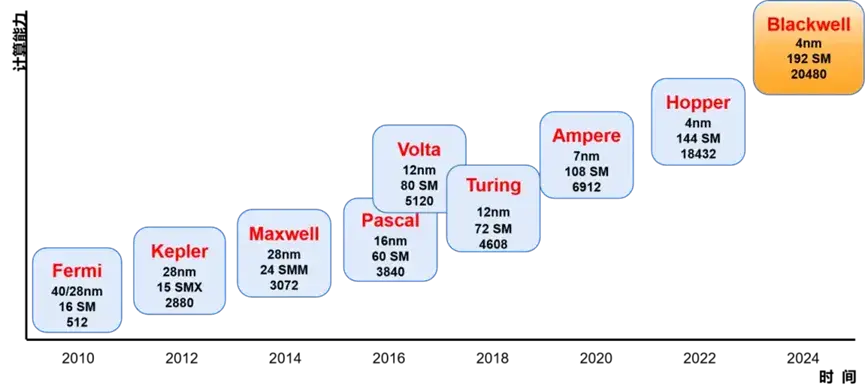 计算能力
Blackwell
4nm
192 SM
20480
Hopper
4nm
144 SM
18432
Ampere
7nm
108 SM
6912
Volta
12nm
80 SM
5120
Turing
12nm
72 SM
4608
Pascal
16nm
60 SM
3840
Maxwell
28nm
24 SMM
3072
Kepler
28nm
15 SMX
2880
Fermi
40/28nm
16 SM
512
2010 2012 2014 2016 2018 2020 2022 2024
时 间